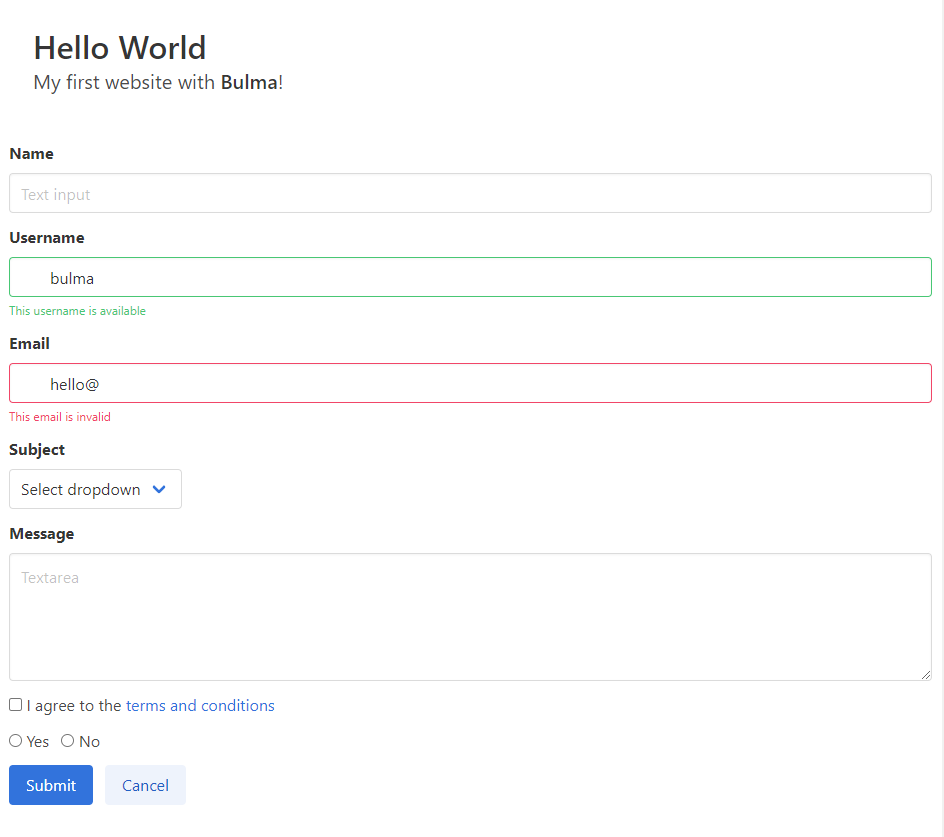 Hello World
My first website with Bulma!
Name
Text input
Username
bulma
This username is available
Email
hello@
This email is invalid
Subject
Select dropdown
Message
Textarea
I agree to the terms and conditions
Yes No
Submit Cancel